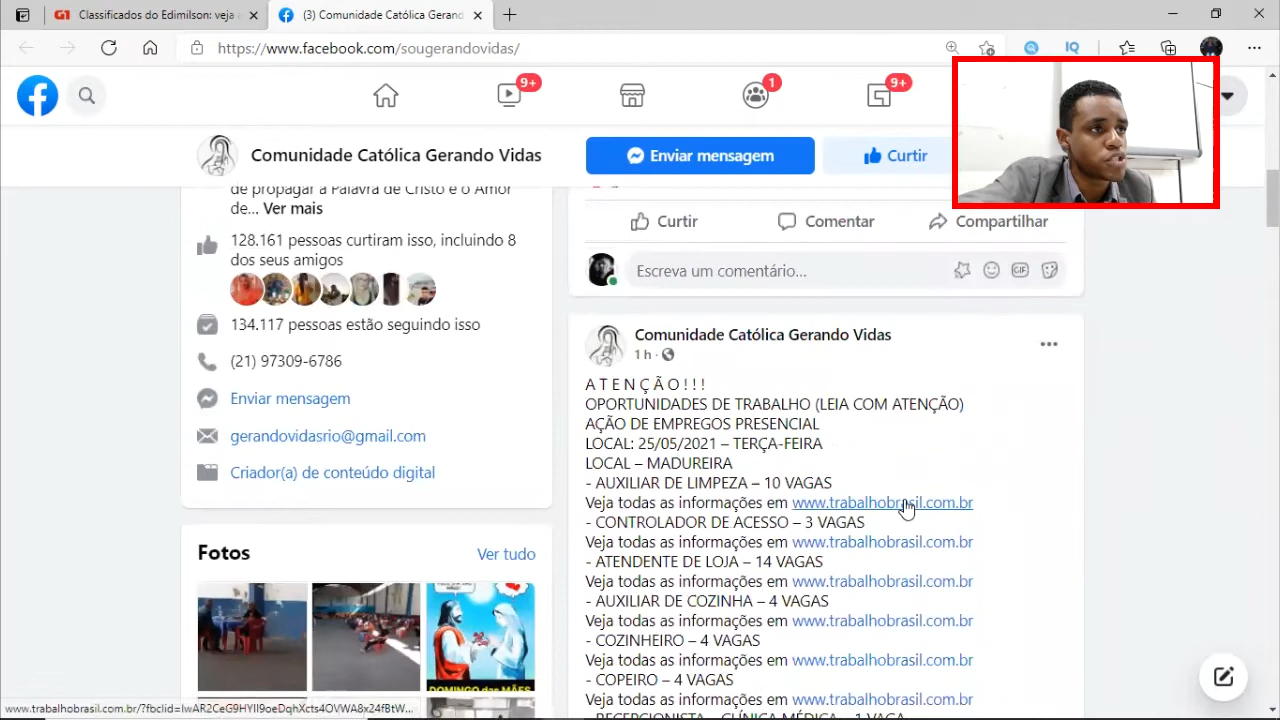 Classificados do Edimilson: veja
(3) Comunidade Católica Gerand
https://www.facebook.com/sougerandovidas/
IQ
9+
1
9+
Comunidade Católica Gerando Vidas
Enviar mensagem
Curtir
de propagar a Palavra de Cristo e o Amor
de... Ver mais
128.161 pessoas curtiram isso, incluindo 8
dos seus amigos
134.117 pessoas estão seguindo isso
(21) 97309-6786
Enviar mensagem
gerandovidasrio@gmail.com
Criador(a) de conteúdo digital
Fotos
Ver tudo
DOMINGO das MÃES
Curtir
Comentar
Compartilhar
Escreva um comentário...
GIF
Comunidade Católica Gerando Vidas
1 h ·
A T E N Ç Ã O ! ! !
OPORTUNIDADES DE TRABALHO (LEIA COM ATENÇÃO)
AÇÃO DE EMPREGOS PRESENCIAL
LOCAL: 25/05/2021 – TERÇA-FEIRA
LOCAL – MADUREIRA
- AUXILIAR DE LIMPEZA – 10 VAGAS
Veja todas as informações em www.trabalhobrasil.com.br
- CONTROLADOR DE ACESSO – 3 VAGAS
Veja todas as informações em www.trabalhobrasil.com.br
- ATENDENTE DE LOJA – 14 VAGAS
Veja todas as informações em www.trabalhobrasil.com.br
- AUXILIAR DE COZINHA – 4 VAGAS
Veja todas as informações em www.trabalhobrasil.com.br
- COZINHEIRO – 4 VAGAS
Veja todas as informações em www.trabalhobrasil.com.br
- COPEIRO – 4 VAGAS
Veja todas as informações em www.trabalhobrasil.com.br
- RECEPCIONISTA – CLÍNICA MÉDICA – 1 VAGA